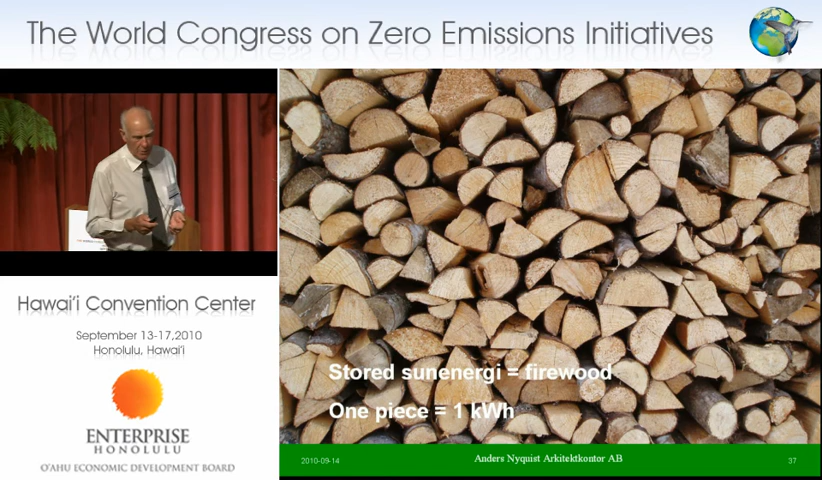 The World Congress on Zero Emissions Initiatives
Hawai'i Convention Center
September 13-17,2010
Honolulu, Hawai'i
ENTERPRISE
HONOLULU
O'AHU ECONOMIC DEVELOPMENT BOARD
Stored sunenergi = firewood
One piece = 1 kWh
2010-09-14
Anders Nyquist Arkitektkontor AB
37